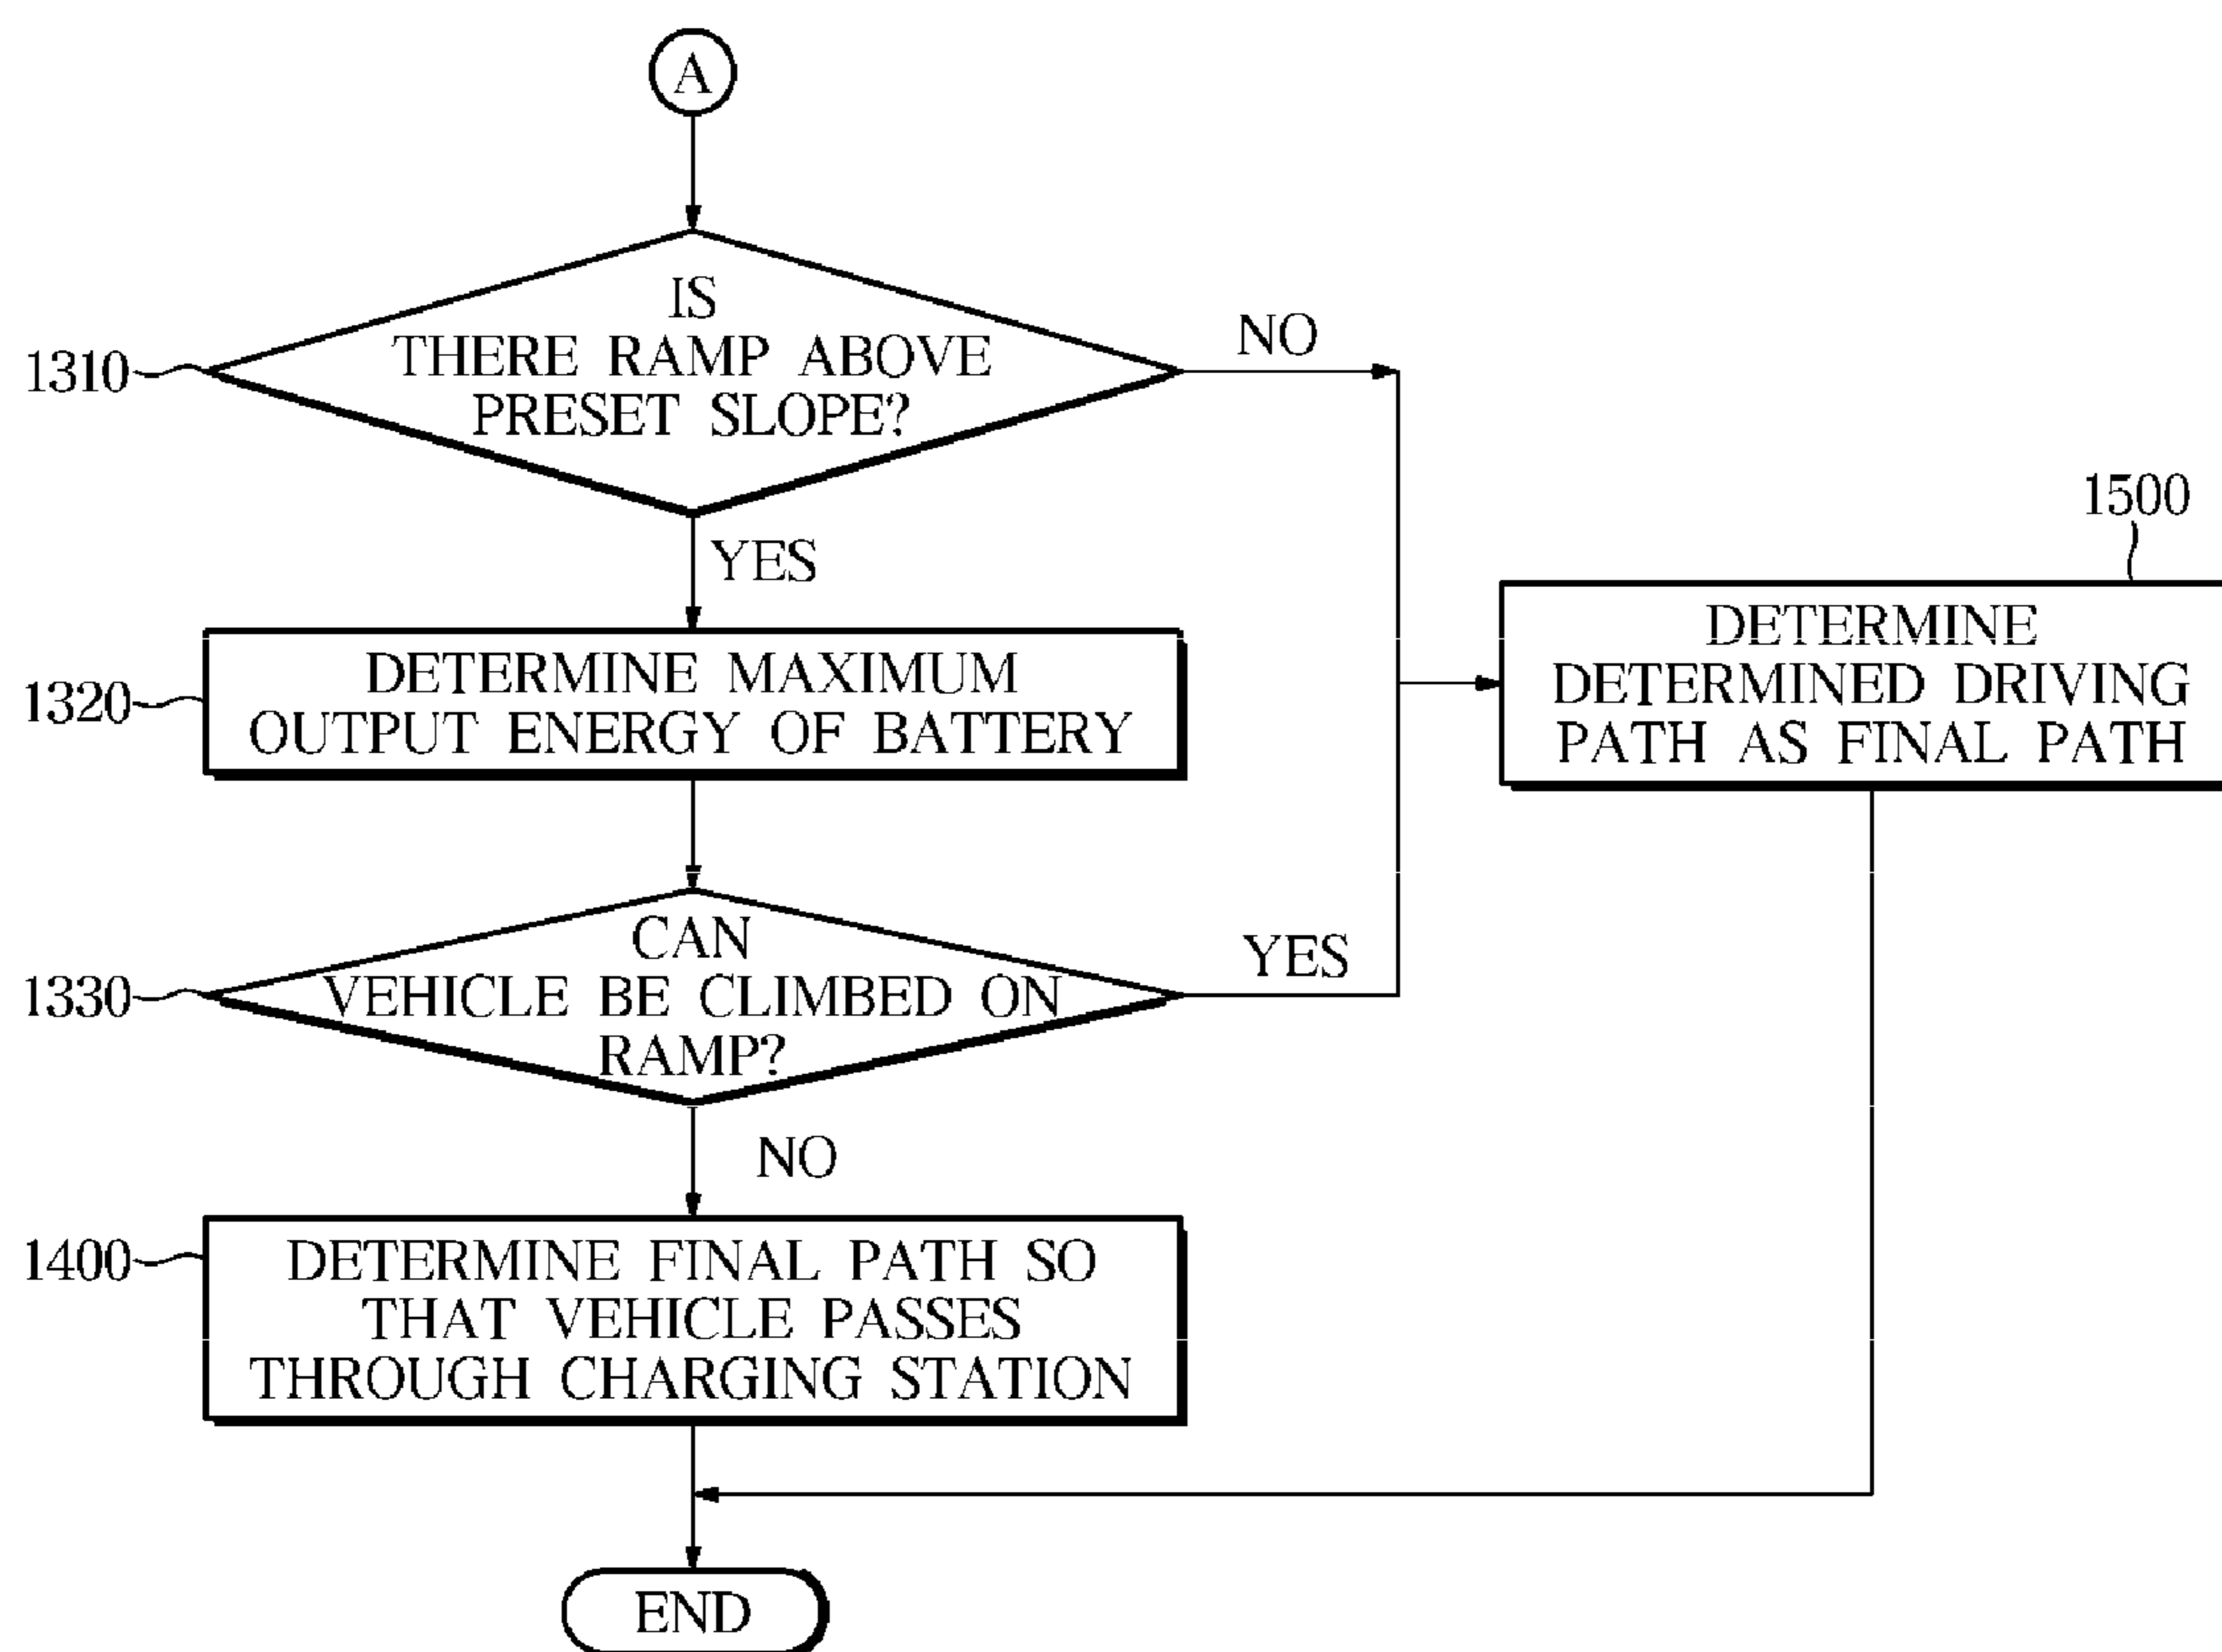 A
IS
THERE RAMP ABOVE
PRESET SLOPE?
1310
NO
YES
1500
DETERMINE
DETERMINED DRIVING
PATH AS FINAL PATH
DETERMINE MAXIMUM
OUTPUT ENERGY OF BATTERY
1320
CAN
VEHICLE BE CLIMBED ON
RAMP?
1330
YES
NO
DETERMINE FINAL PATH SO
THAT VEHICLE PASSES
THROUGH CHARGING STATION
1400
END